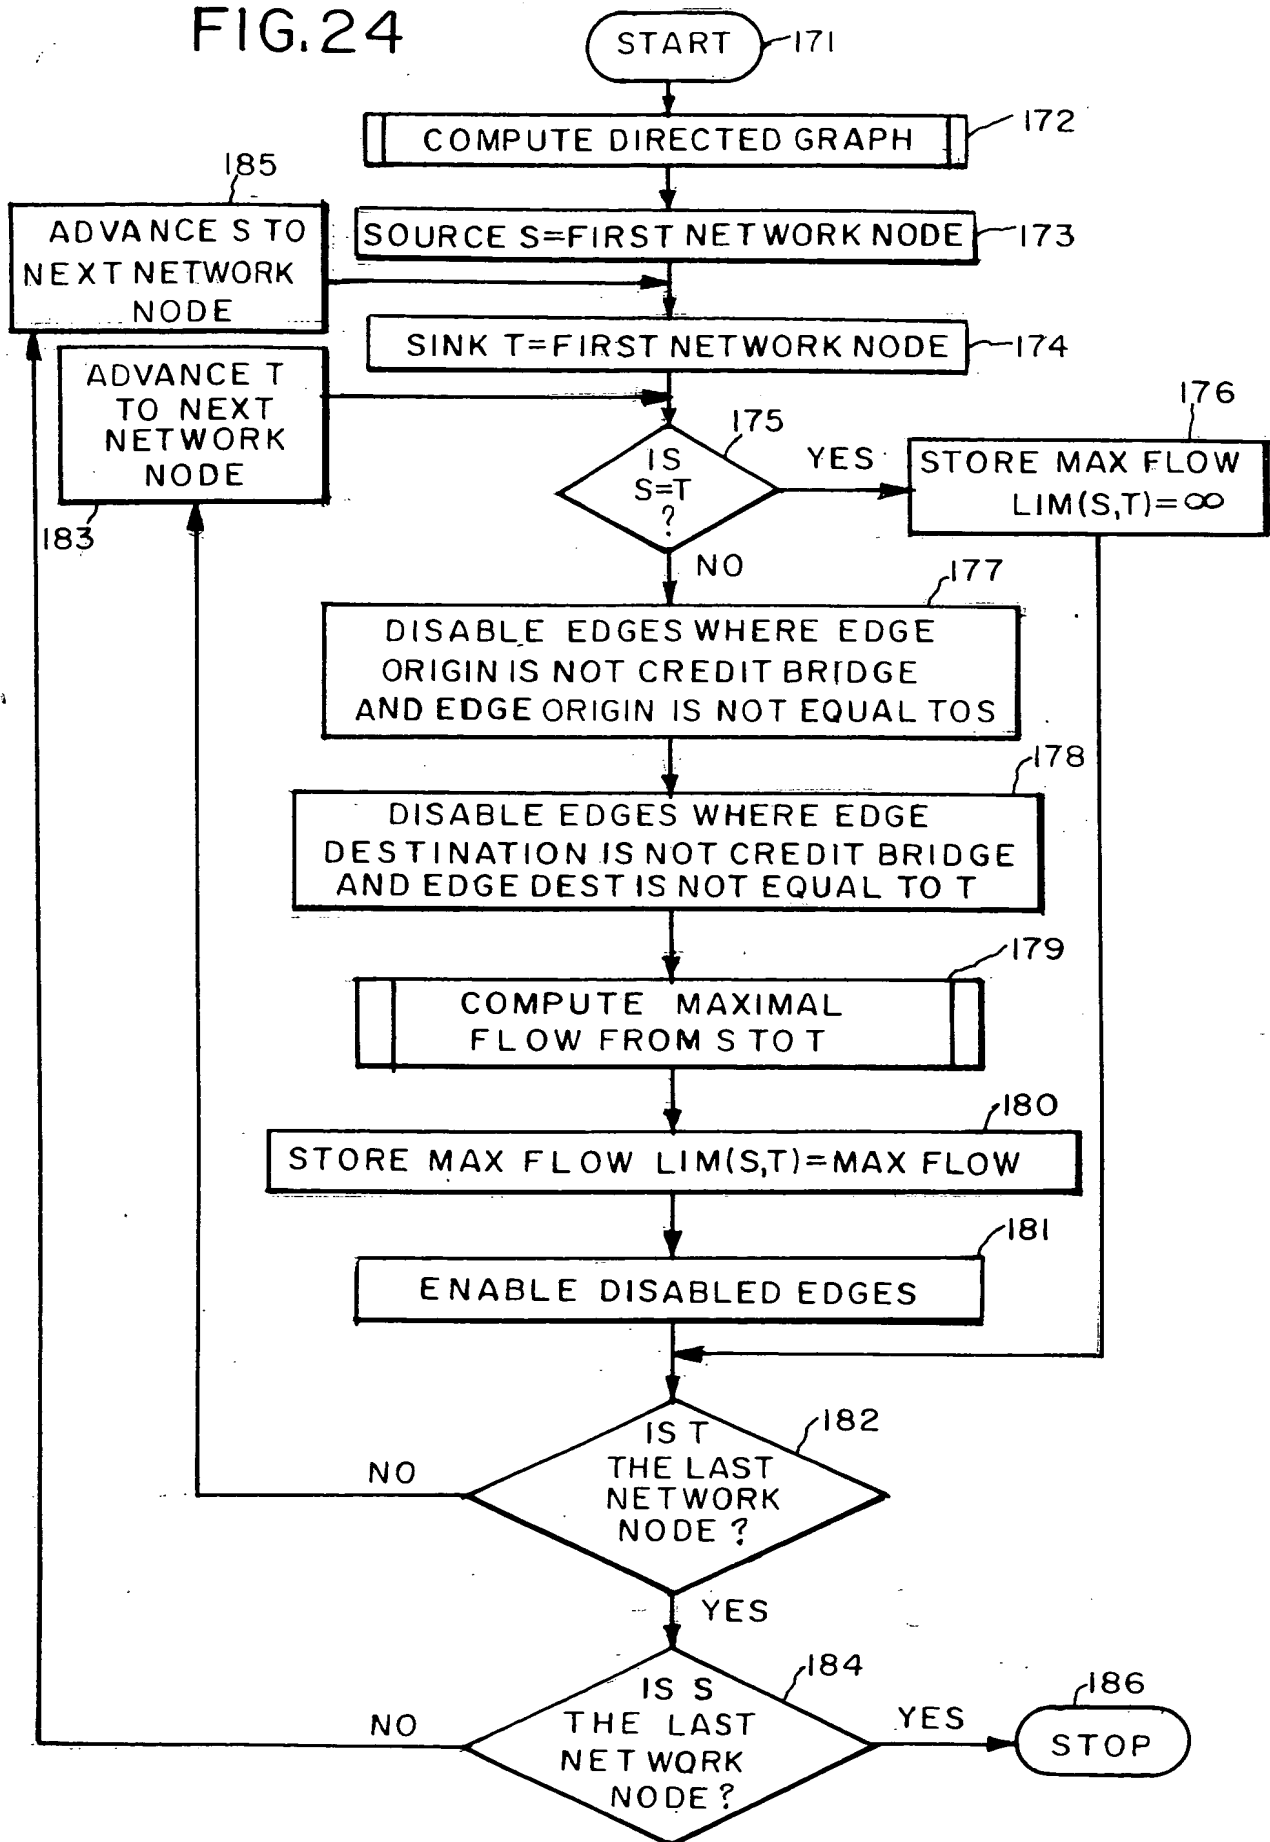 FIG.24
START
171
COMPUTE DIRECTED GRAPH
172
185
ADVANCE S TO
NEXT NETWORK
NODE
SOURCE S=FIRST NETWORK NODE
173
SINK T=FIRST NETWORK NODE
174
ADVANCE T
TO NEXT
NETWORK
NODE
183
175
IS
S=T
?
YES
176
STORE MAX FLOW
LIM(S,T)=∞
NO
177
DISABLE EDGES WHERE EDGE
ORIGIN IS NOT CREDIT BRIDGE
AND EDGE ORIGIN IS NOT EQUAL TO S
178
DISABLE EDGES WHERE EDGE
DESTINATION IS NOT CREDIT BRIDGE
AND EDGE DEST IS NOT EQUAL TO T
179
COMPUTE MAXIMAL
FLOW FROM S TO T
180
STORE MAX FLOW LIM(S,T)=MAX FLOW
181
ENABLE DISABLED EDGES
182
IS T
THE LAST
NETWORK
NODE?
NO
YES
184
IS S
THE LAST
NETWORK
NODE?
NO
YES
186
STOP